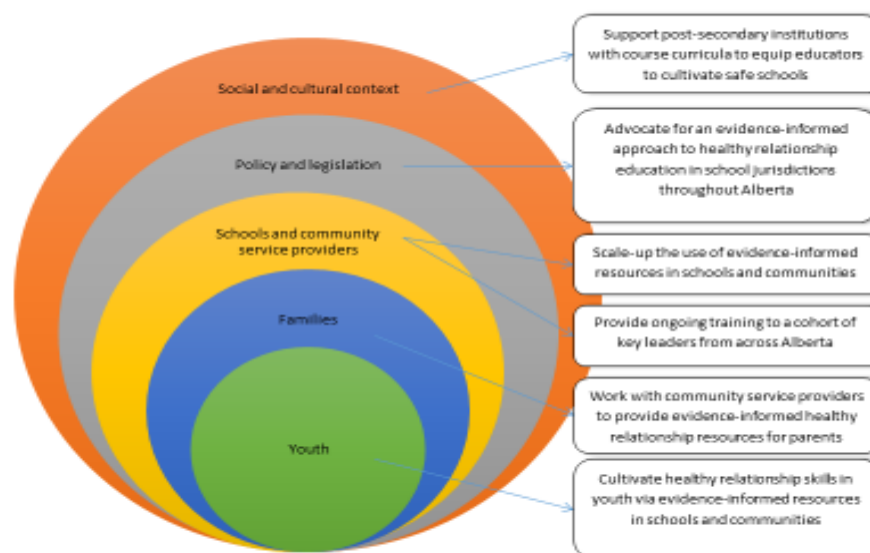 Social and cultural context
Policy and legislation
Schools and community
service providers
Families
Youth
Support post-secondary institutions
with course curricula to equip educators
to cultivate safe schools
Advocate for an evidence-informed
approach to healthy relationship
education in school jurisdictions
throughout Alberta
Scale-up the use of evidence-informed
resources in schools and communities
Provide ongoing training to a cohort of
key leaders from across Alberta
Work with community service providers
to provide evidence-informed healthy
relationship resources for parents
Cultivate healthy relationship skills in
youth via evidence-informed resources
in schools and communities